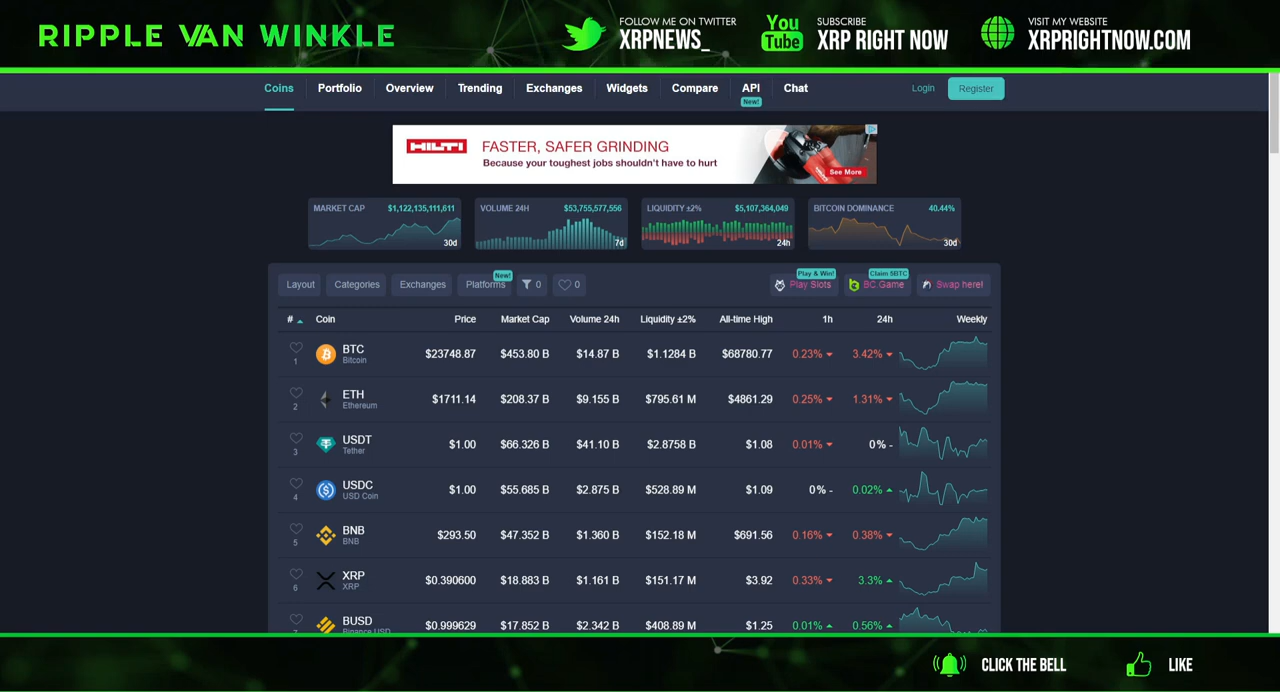 RIPPLE VAN WINKLE
FOLLOW ME ON TWITTER
XRPNEWS_
You
Tube
SUBSCRIBE
XRP RIGHT NOW
VISIT MY WEBSITE
XRPRIGHTNOW.COM
Coins Portfolio Overview Trending Exchanges Widgets Compare API Chat Login Register
New!
HILTI
FASTER, SAFER GRINDING
Because your toughest jobs shouldn't have to hurt
See More
MARKET CAP $1,122,135,111,611
30d
VOLUME 24H $53,755,577,556
7d
LIQUIDITY ±2% $5,107,364,049
24h
BITCOIN DOMINANCE 40.44%
30d
New! Play & Win! Claim 5BTC
Layout Categories Exchanges Platforms 0 0 Play Slots BC Game Swap here!
# Coin Price Market Cap Volume 24h Liquidity ±2% All-time High 1h 24h Weekly
1 BTC Bitcoin $23748.87 $453.80 B $14.87 B $1.1284 B $68780.77 0.23% 3.42%
2 ETH Ethereum $1711.14 $208.37 B $9.155 B $795.61 M $4861.29 0.25% 1.31%
3 USDT Tether $1.00 $66.326 B $41.10 B $2.8758 B $1.08 0.01% 0% -
4 USDC USD Coin $1.00 $55.685 B $2.875 B $528.89 M $1.09 0% - 0.02%
5 BNB BNB $293.50 $47.352 B $1.360 B $152.18 M $691.56 0.16% 0.38%
6 XRP XRP $0.390600 $18.883 B $1.161 B $151.17 M $3.92 0.33% 3.3%
BUSD Binance USD $0.999629 $17.852 B $2.342 B $408.89 M $1.25 0.01% 0.56%
CLICK THE BELL
LIKE